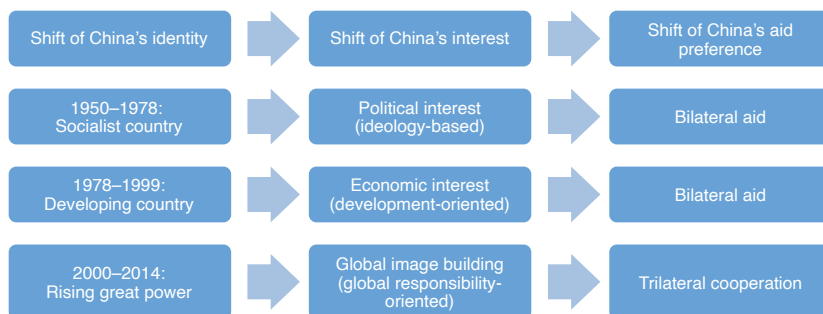 Shift of China's identity
Shift of China's interest
Shift of China's aid
preference
1950–1978:
Socialist country
Political interest
(ideology-based)
Bilateral aid
1978–1999:
Developing country
Economic interest
(development-oriented)
Bilateral aid
2000–2014:
Rising great power
Global image building
(global responsibility-
oriented)
Trilateral cooperation